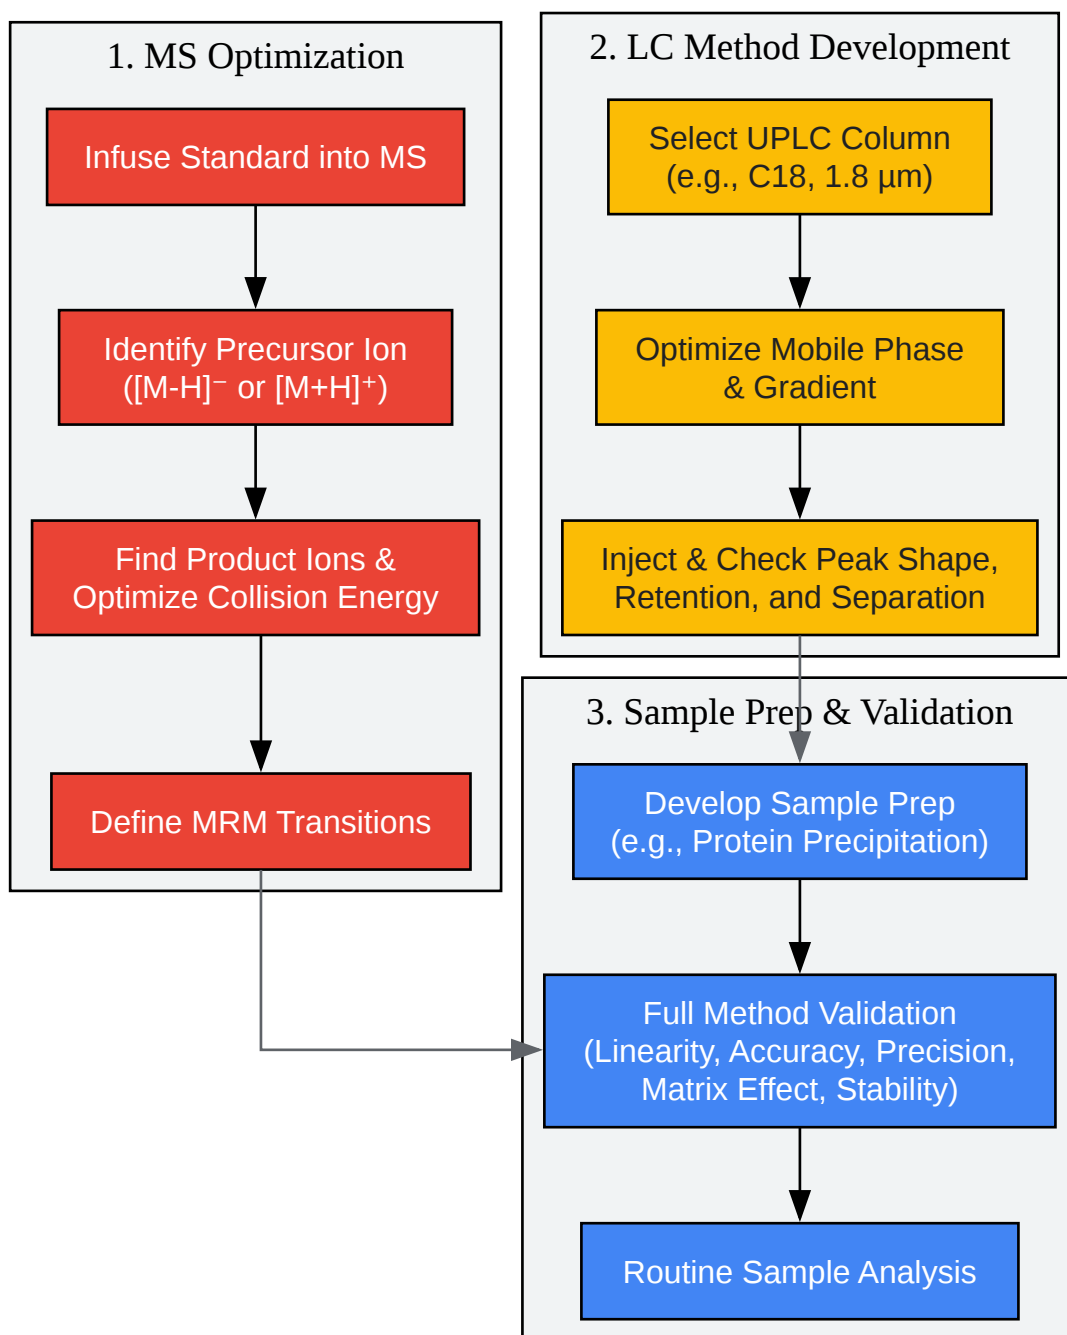 1. MS Optimization
Infuse Standard into MS
Identify Precursor Ion
([M-H]⁻ or [M+H]⁺)
Find Product Ions &
Optimize Collision Energy
Define MRM Transitions
2. LC Method Development
Select UPLC Column
(e.g., C18, 1.8 µm)
Optimize Mobile Phase
& Gradient
Inject & Check Peak Shape,
Retention, and Separation
3. Sample Prep & Validation
Develop Sample Prep
(e.g., Protein Precipitation)
Full Method Validation
(Linearity, Accuracy, Precision,
Matrix Effect, Stability)
Routine Sample Analysis